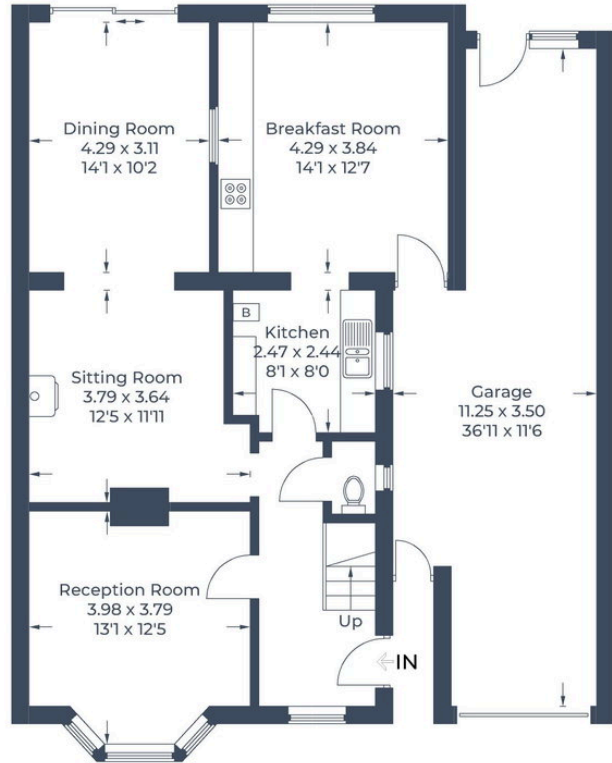 Dining Room
4.29 x 3.11
14'1 x 10'2
Breakfast Room
4.29 x 3.84
14'1 x 12'7
B
Kitchen
2.47 x 2.44
8'1 x 8'0
Sitting Room
3.79 x 3.64
12'5 x 11'11
Garage
11.25 x 3.50
36'11 x 11'6
Reception Room
3.98 x 3.79
13'1 x 12'5
Up
IN